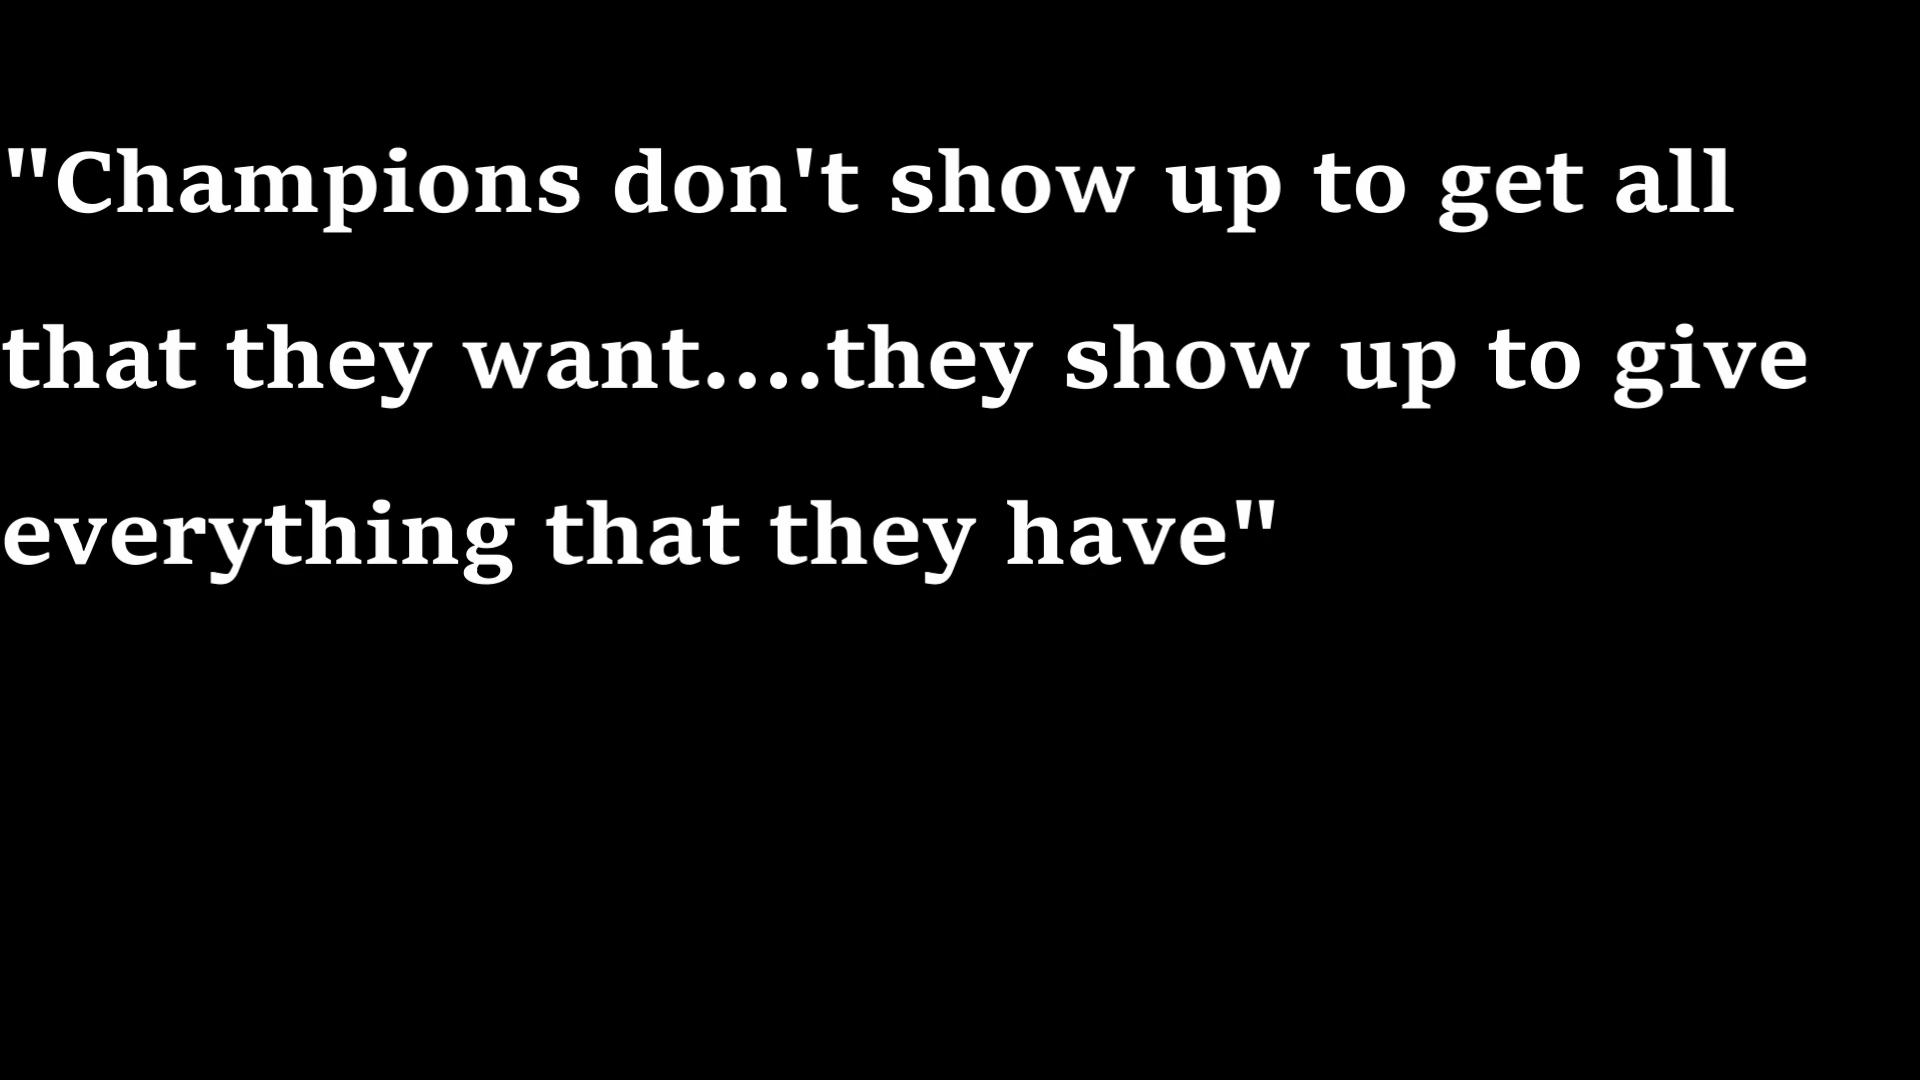 "Champions don't show up to get all
that they want....they show up to give
everything that they have"